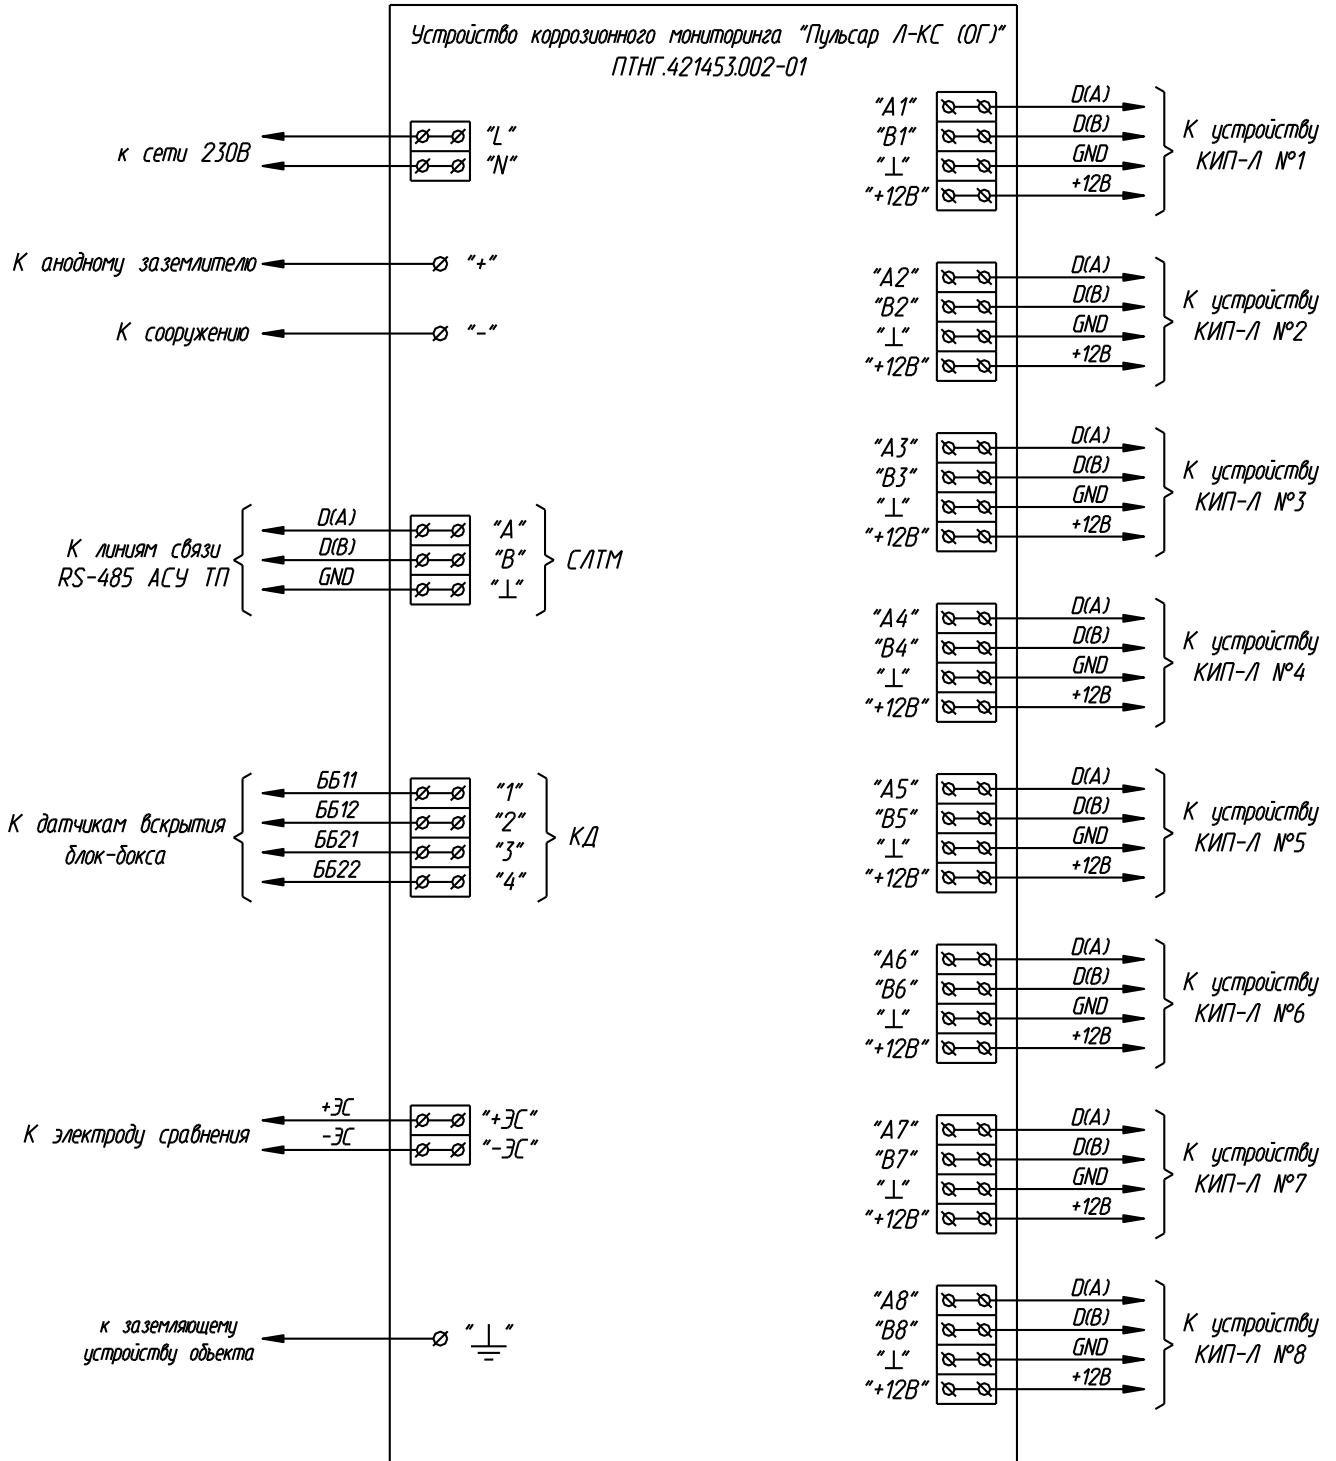 Устройство коррозионного мониторинга "Пульсар Л-КС (ОГ)"
ПТНГ.421453.002-01
к сети 230В
"L"
"N"
К анодному заземлителю
"+"
К сооружению
"-"
К линиям связи
RS-485 АСУ ТП
D(A)
D(B)
GND
"A"
"B"
"⊥"
СЛТМ
К датчикам вскрытия
блок-бокса
ББ11
ББ12
ББ21
ББ22
"1"
"2"
"3"
"4"
КД
К электроду сравнения
+ЭС
-ЭС
"+ЭС"
"-ЭС"
к заземляющему
устройству объекта
"⏚"
"A1" D(A)
"B1" D(B)
"⊥" GND
"+12В" +12В
К устройству
КИП-Л №1
"A2" D(A)
"B2" D(B)
"⊥" GND
"+12В" +12В
К устройству
КИП-Л №2
"A3" D(A)
"B3" D(B)
"⊥" GND
"+12В" +12В
К устройству
КИП-Л №3
"A4" D(A)
"B4" D(B)
"⊥" GND
"+12В" +12В
К устройству
КИП-Л №4
"A5" D(A)
"B5" D(B)
"⊥" GND
"+12В" +12В
К устройству
КИП-Л №5
"A6" D(A)
"B6" D(B)
"⊥" GND
"+12В" +12В
К устройству
КИП-Л №6
"A7" D(A)
"B7" D(B)
"⊥" GND
"+12В" +12В
К устройству
КИП-Л №7
"A8" D(A)
"B8" D(B)
"⊥" GND
"+12В" +12В
К устройству
КИП-Л №8